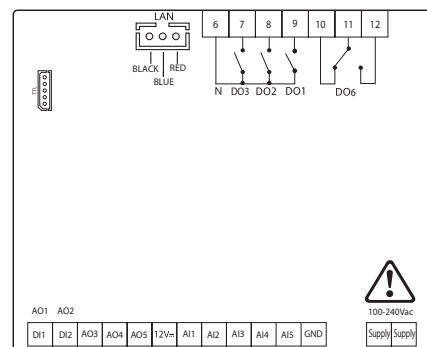 LAN
6 7 8 9 10 11 12
BLACK RED
BLUE
N DO3 DO2 DO1 DO6
TTL
100-240Vac
AO1 AO2
DI1 DI2 AO3 AO4 AO5 12V⎓ AI1 AI2 AI3 AI4 AI5 GND Supply Supply